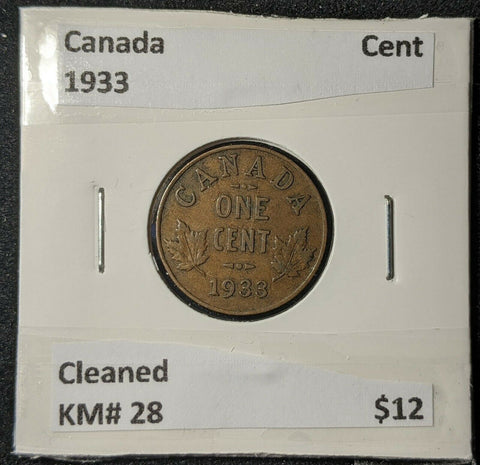 Canada Cent
1933
CANADA
ONE
CENT
1933
Cleaned
KM# 28 $12